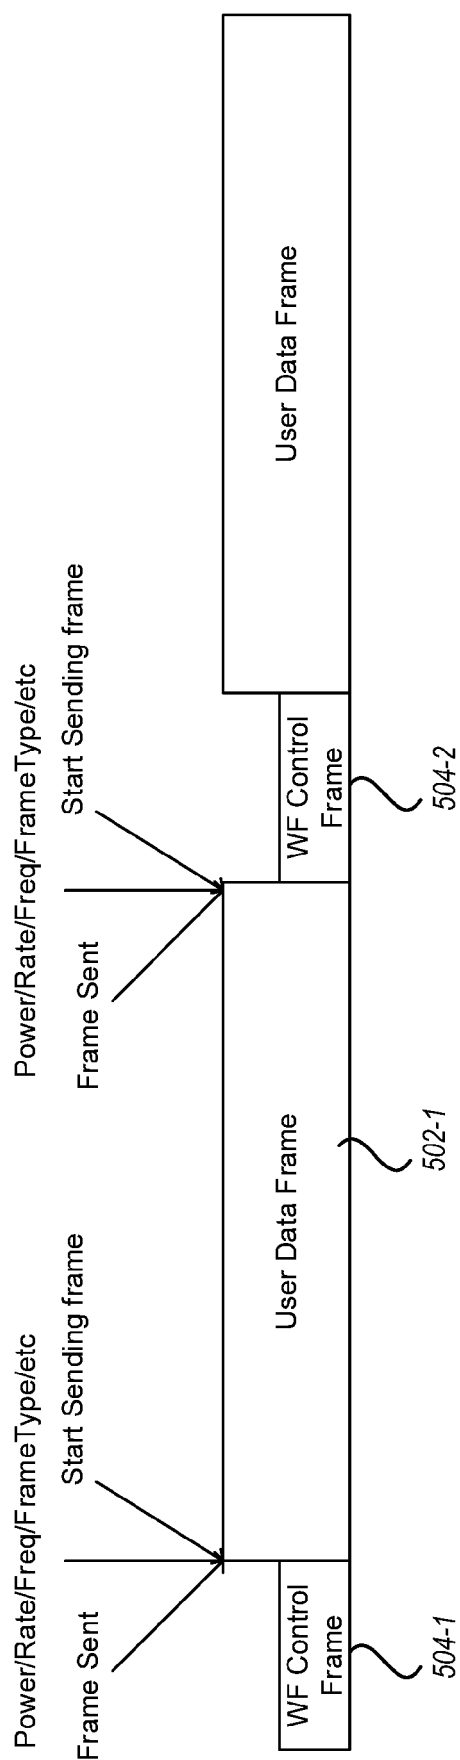 Power/Rate/Freq/FrameType/etc
Frame Sent
Start Sending frame
WF Control
Frame
504-1
User Data Frame
502-1
Power/Rate/Freq/FrameType/etc
Frame Sent
Start Sending frame
WF Control
Frame
504-2
User Data Frame